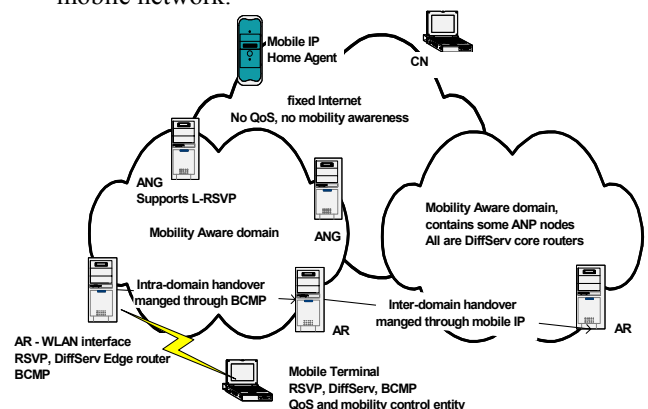 mobile network.
Mobile IP
Home Agent
CN
fixed Internet
No QoS, no mobility awareness
ANG
Supports L-RSVP
Mobility Aware domain
ANG
Mobility Aware domain,
contains some ANP nodes
All are DiffServ core routers
Intra-domain handover
manged through BCMP
Inter-domain handover
manged through mobile IP
AR
AR
AR - WLAN interface
RSVP, DiffServ Edge router
BCMP
Mobile Terminal
RSVP, DiffServ, BCMP
QoS and mobility control entity